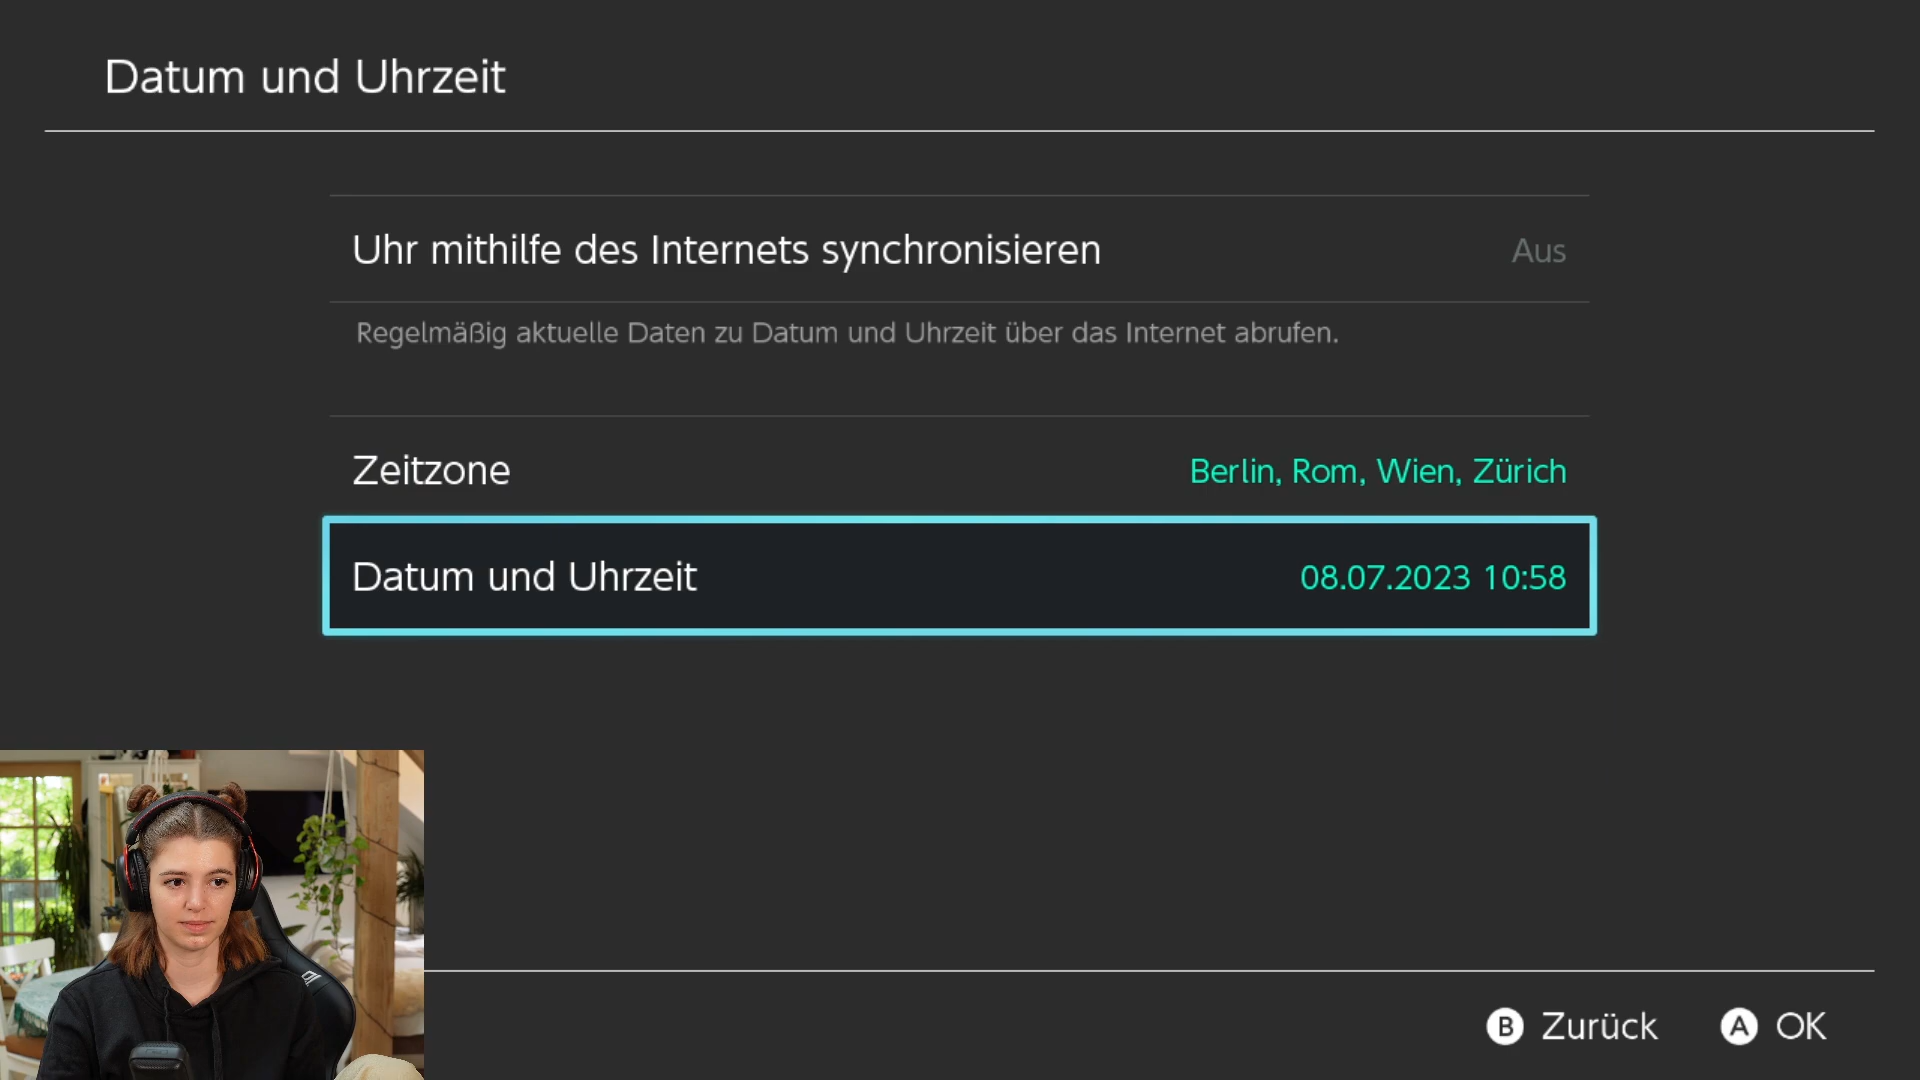 Datum und Uhrzeit
Uhr mithilfe des Internets synchronisieren Aus
Regelmäßig aktuelle Daten zu Datum und Uhrzeit über das Internet abrufen.
Zeitzone Berlin, Rom, Wien, Zürich
Datum und Uhrzeit 08.07.2023 10:58
B Zurück A OK